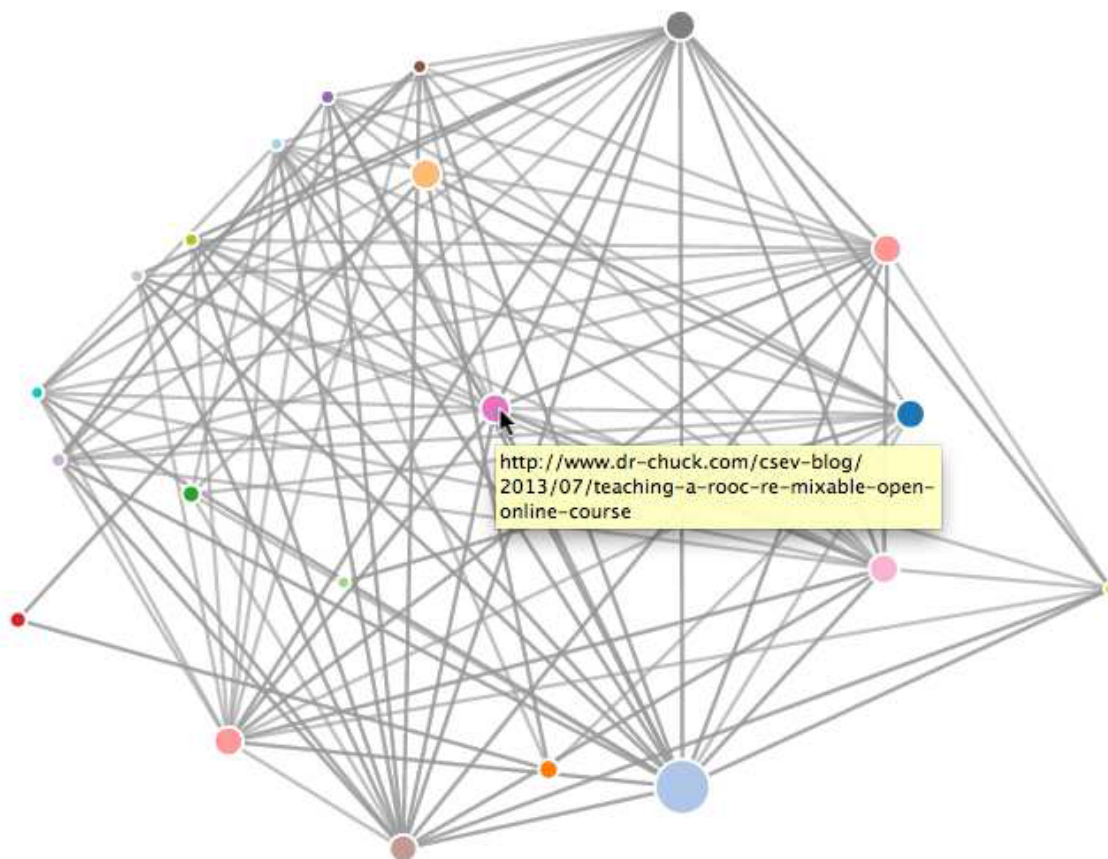 http://www.dr-chuck.com/csev-blog/
2013/07/teaching-a-rooc-re-mixable-open-
online-course